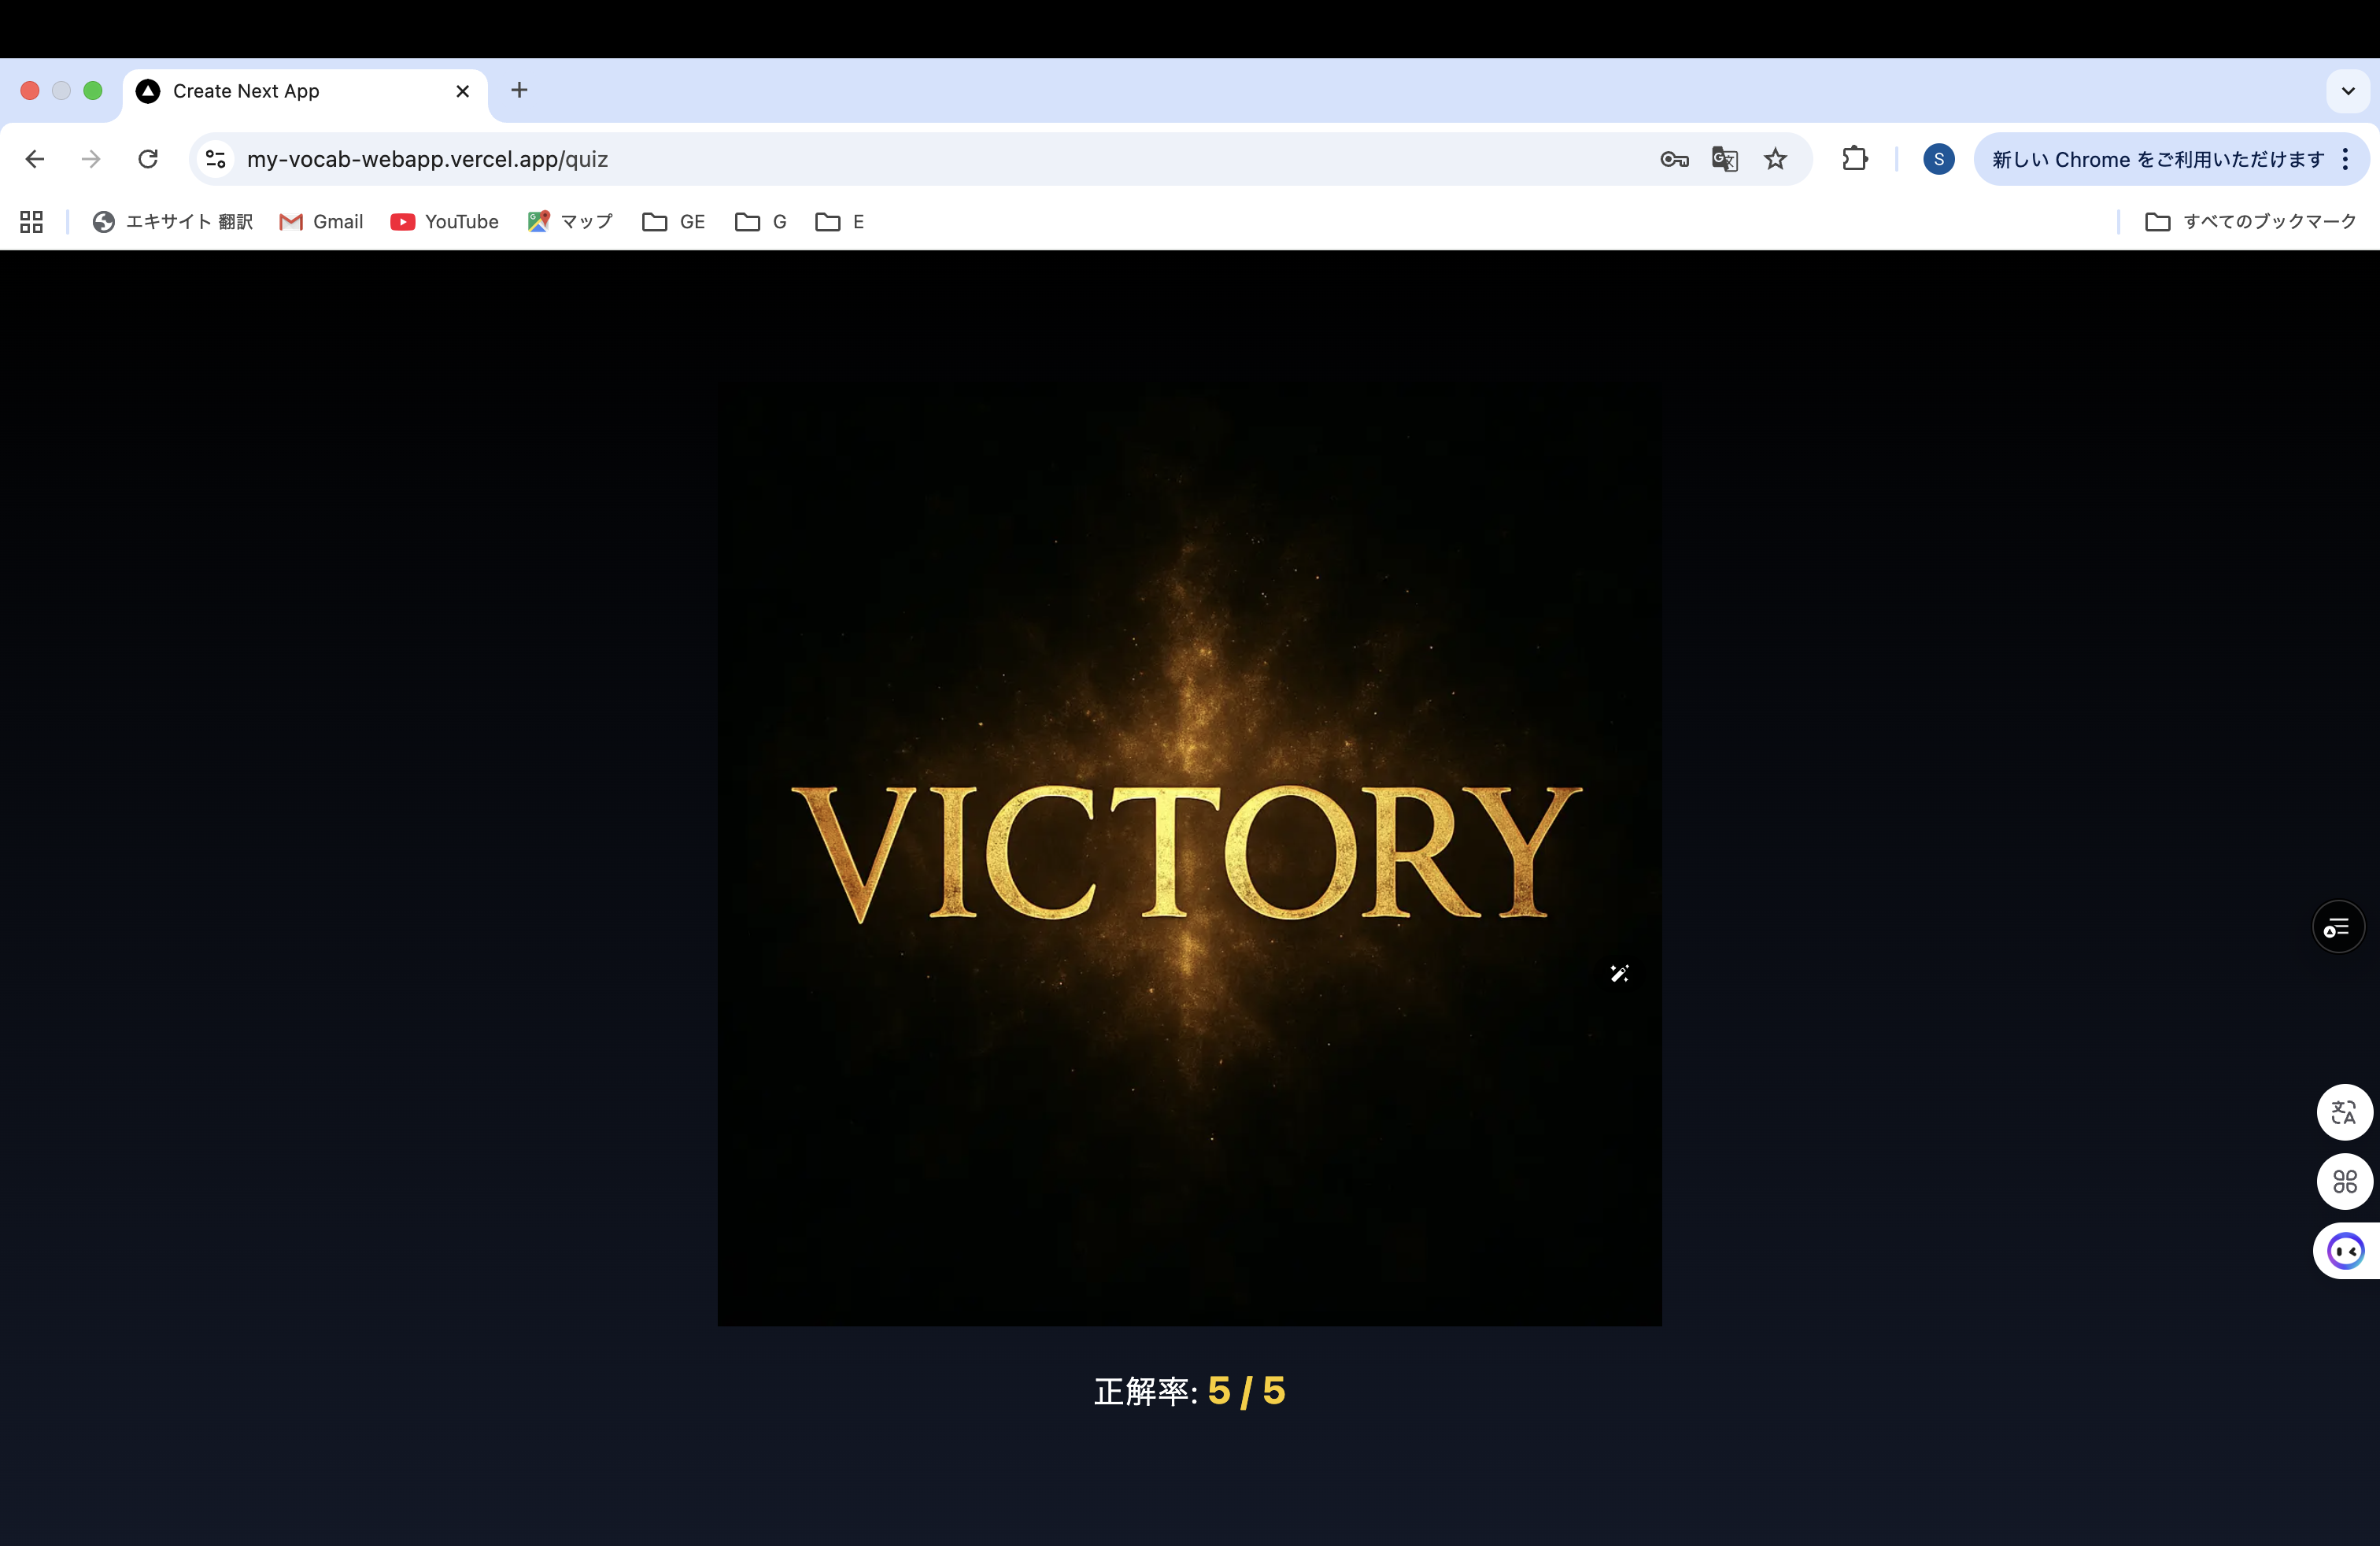 Create Next App
my-vocab-webapp.vercel.app/quiz
S
新しい Chrome をご利用いただけます
エキサイト 翻訳
Gmail
YouTube
マップ
GE
G
E
すべてのブックマーク
VICTORY
正解率: 5 / 5